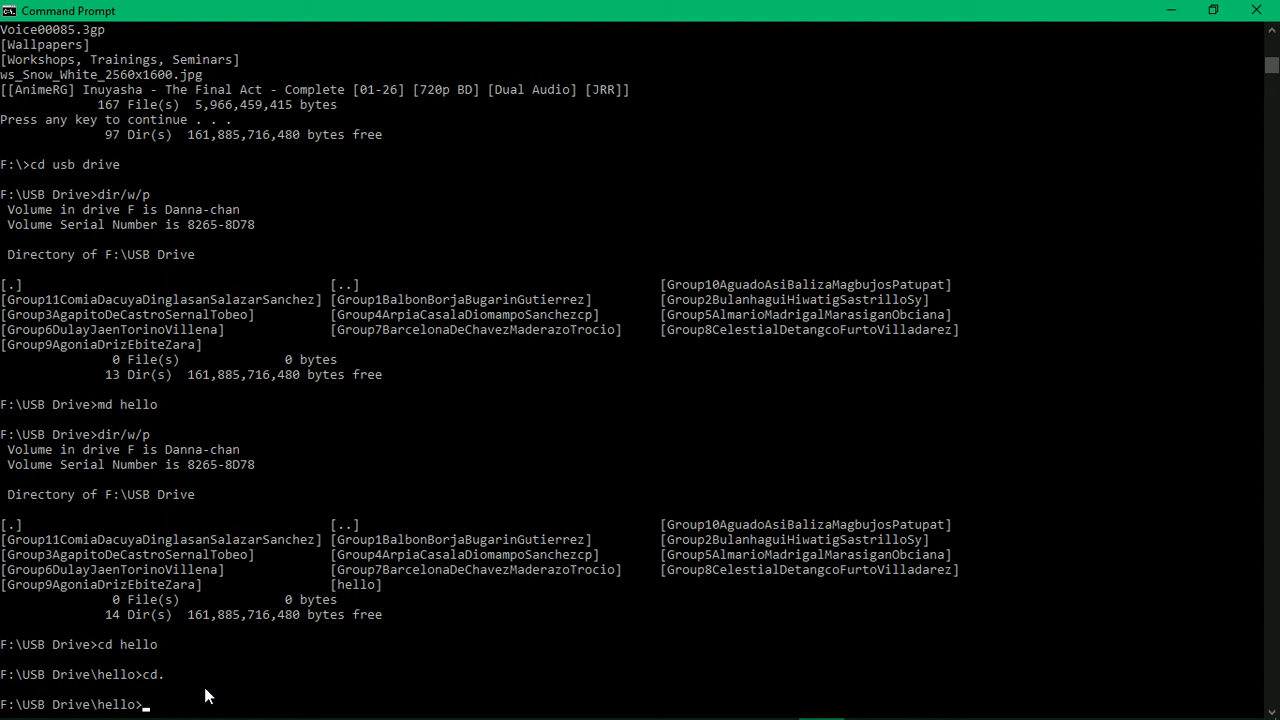 Command Prompt
Voice00085.3gp
[Wallpapers]
[Workshops, Trainings, Seminars]
ws_Snow_White_2560x1600.jpg
[[AnimeRG] Inuyasha - The Final Act - Complete [01-26] [720p BD] [Dual Audio] [JRR]]
167 File(s)  5,966,459,415 bytes
Press any key to continue . . .
97 Dir(s)  161,885,716,480 bytes free
F:\>cd usb drive
F:\USB Drive>dir/w/p
Volume in drive F is Danna-chan
Volume Serial Number is 8265-8D78
Directory of F:\USB Drive
[.] [..] [Group10AguadoAsiBalizaMagbujosPatupat]
[Group11ComiaDacuyaDinglasanSalazarSanchez] [Group1BalbonBorjaBugarinGutierrez] [Group2BulanhaguiHiwatigSastrilloSy]
[Group3AgapitoDeCastroSernalTobeo] [Group4ArpiaCasalaDiomampoSanchezcp] [Group5AlmarioMadrigalMarasiganObciana]
[Group6DulayJaenTorinoVillena] [Group7BarcelonaDeChavezMaderazoTrocio] [Group8CelestialDetangcoFurtoVilladarez]
[Group9AgoniaDrizEbiteZara]
0 File(s)              0 bytes
13 Dir(s)  161,885,716,480 bytes free
F:\USB Drive>md hello
F:\USB Drive>dir/w/p
Volume in drive F is Danna-chan
Volume Serial Number is 8265-8D78
Directory of F:\USB Drive
[.] [..] [Group10AguadoAsiBalizaMagbujosPatupat]
[Group11ComiaDacuyaDinglasanSalazarSanchez] [Group1BalbonBorjaBugarinGutierrez] [Group2BulanhaguiHiwatigSastrilloSy]
[Group3AgapitoDeCastroSernalTobeo] [Group4ArpiaCasalaDiomampoSanchezcp] [Group5AlmarioMadrigalMarasiganObciana]
[Group6DulayJaenTorinoVillena] [Group7BarcelonaDeChavezMaderazoTrocio] [Group8CelestialDetangcoFurtoVilladarez]
[Group9AgoniaDrizEbiteZara] [hello]
0 File(s)              0 bytes
14 Dir(s)  161,885,716,480 bytes free
F:\USB Drive>cd hello
F:\USB Drive\hello>cd.
F:\USB Drive\hello>